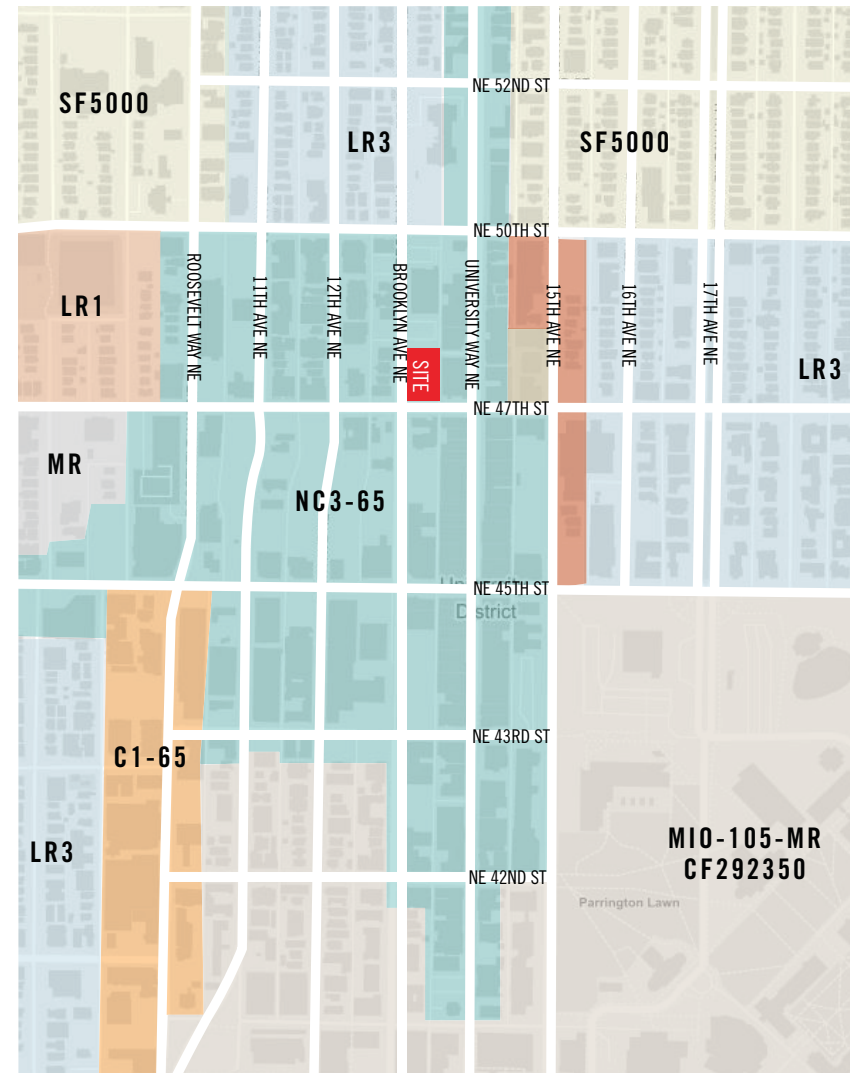 NE 52ND ST
SF5000
LR3
SF5000
NE 50TH ST
ROOSEVELT WAY NE
11TH AVE NE
12TH AVE NE
BROOKLYN AVE NE
UNIVERSITY WAY NE
15TH AVE NE
16TH AVE NE
17TH AVE NE
LR1
SITE
LR3
NE 47TH ST
MR
NC3-65
NE 45TH ST
University
District
NE 43RD ST
C1-65
LR3
MIO-105-MR
CF292350
NE 42ND ST
Parrington Lawn